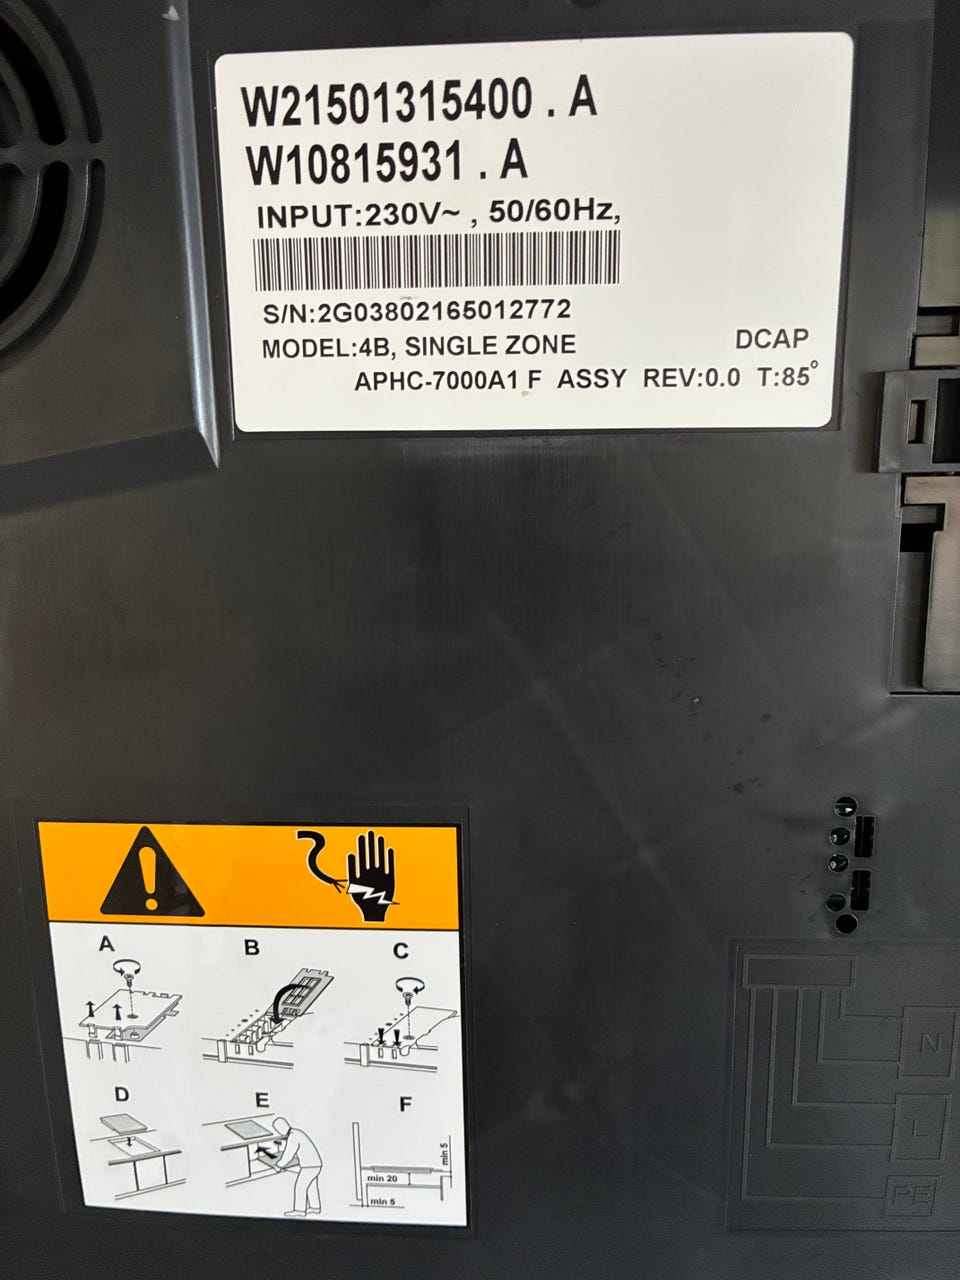 W21501315400 . A
W10815931 . A
INPUT:230V~ , 50/60Hz,
S/N:2G03802165012772
MODEL:4B, SINGLE ZONE DCAP
APHC-7000A1 F ASSY REV:0.0 T:85°
A B C
D E F
min 5
min 20
min 5
N
L
PE